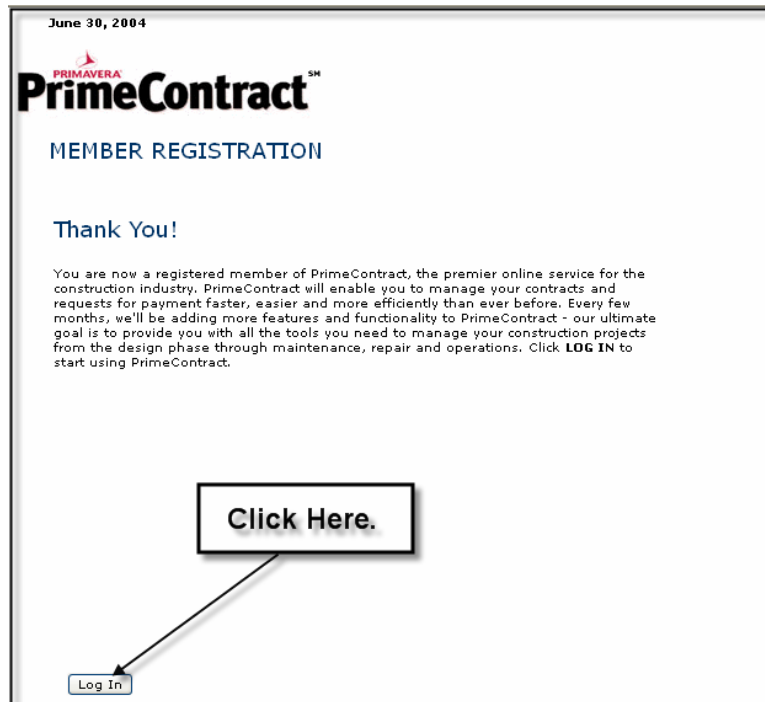 June 30, 2004
PRIMAVERA
PrimeContract SM
MEMBER REGISTRATION
Thank You!
You are now a registered member of PrimeContract, the premier online service for the
construction industry. PrimeContract will enable you to manage your contracts and
requests for payment faster, easier and more efficiently than ever before. Every few
months, we'll be adding more features and functionality to PrimeContract - our ultimate
goal is to provide you with all the tools you need to manage your construction projects
from the design phase through maintenance, repair and operations. Click LOG IN to
start using PrimeContract.
Click Here.
Log In